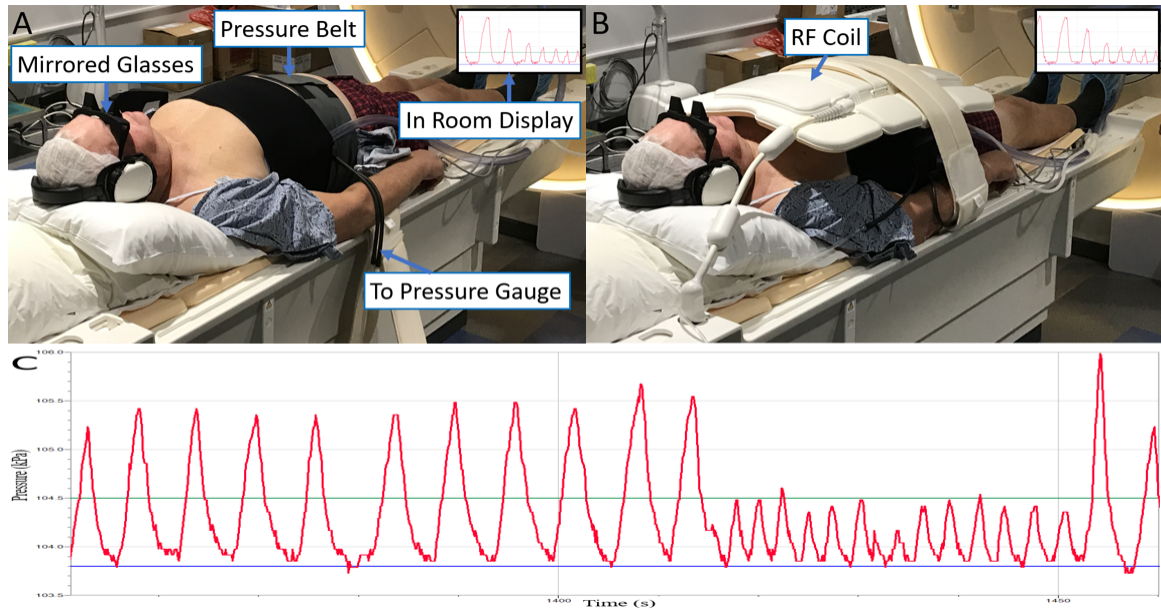 A
Pressure Belt
Mirrored Glasses
In Room Display
To Pressure Gauge
B
RF Coil
C
Pressure (kPa)
106.0
105.5
105.0
104.5
104.0
103.5
1400
1450
Time (s)